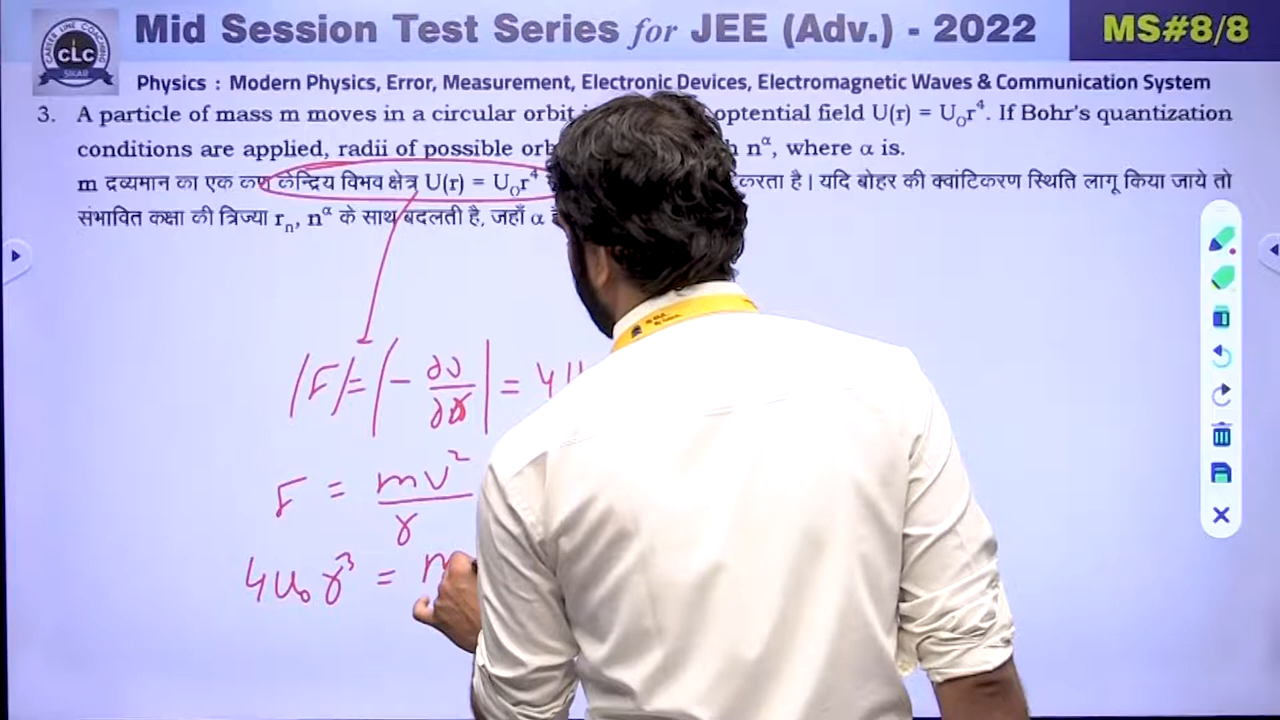 CAREER LINE COACHING
CLC
SIKAR
Mid Session Test Series for JEE (Adv.) - 2022
MS#8/8
Physics : Modern Physics, Error, Measurement, Electronic Devices, Electromagnetic Waves & Communication System
3. A particle of mass m moves in a circular orbit optential field U(r) = U₀r⁴. If Bohr's quantization
conditions are applied, radii of possible nᵅ, where α is.
m द्रव्यमान का एक कण केन्द्रिय विभव क्षेत्र U(r) = U₀r⁴ करता है। यदि बोहर की क्वांटिकरण स्थिति लागू किया जाये तो
संभावित कक्षा की त्रिज्या rₙ, nᵅ के साथ बदलती है, जहाँ α
|F| = |- ∂U/∂r| = 4U
F = mv²/r
4U₀r³ = m